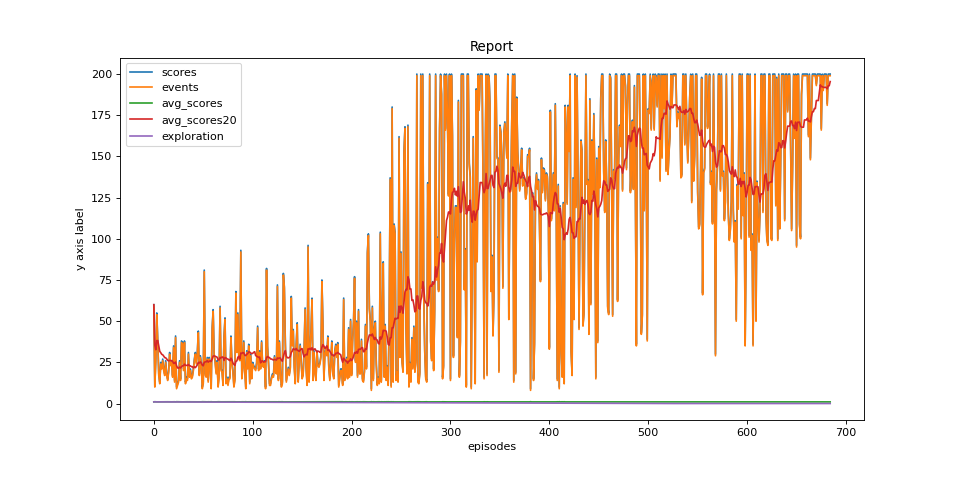 Report
scores
events
avg_scores
avg_scores20
exploration
y axis label
200
175
150
125
100
75
50
25
0
0 100 200 300 400 500 600 700
episodes